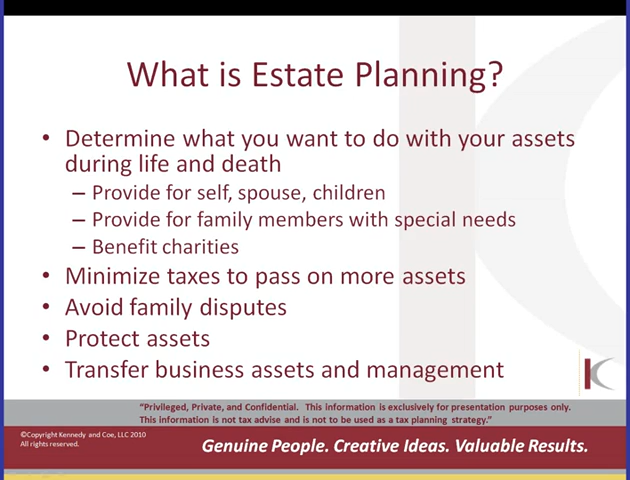 What is Estate Planning?
• Determine what you want to do with your assets
during life and death
– Provide for self, spouse, children
– Provide for family members with special needs
– Benefit charities
• Minimize taxes to pass on more assets
• Avoid family disputes
• Protect assets
• Transfer business assets and management
"Privileged, Private, and Confidential. This information is exclusively for presentation purposes only.
This information is not tax advise and is not to be used as a tax planning strategy."
©Copyright Kennedy and Coe, LLC 2010
All rights reserved.
Genuine People. Creative Ideas. Valuable Results.